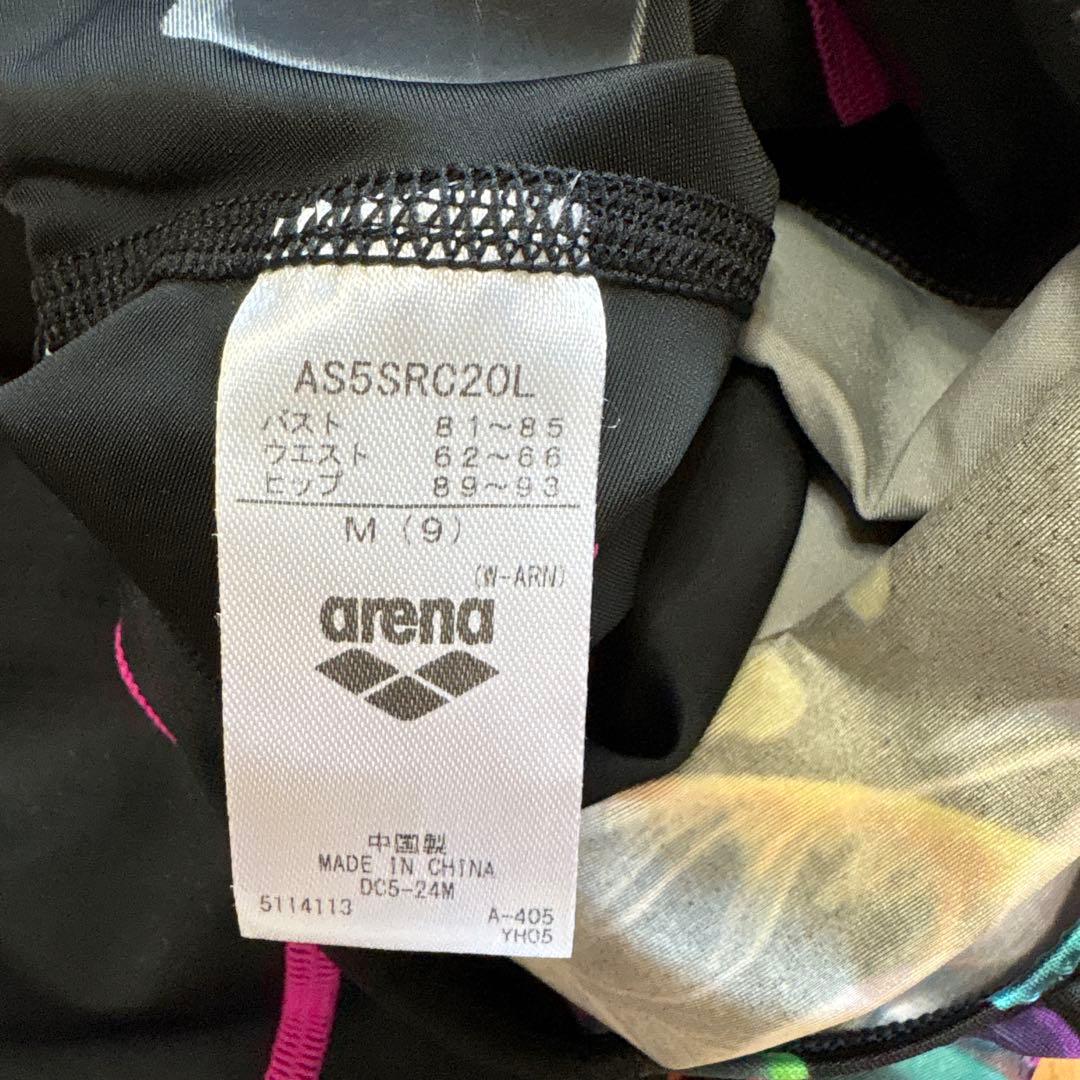 AS5SRC20L
バスト 81～85
ウエスト 62～66
ヒップ 89～93
M (9)
(W-ARN)
arena
中国製
MADE IN CHINA
DC5-24M
5114113 A-405
YH05